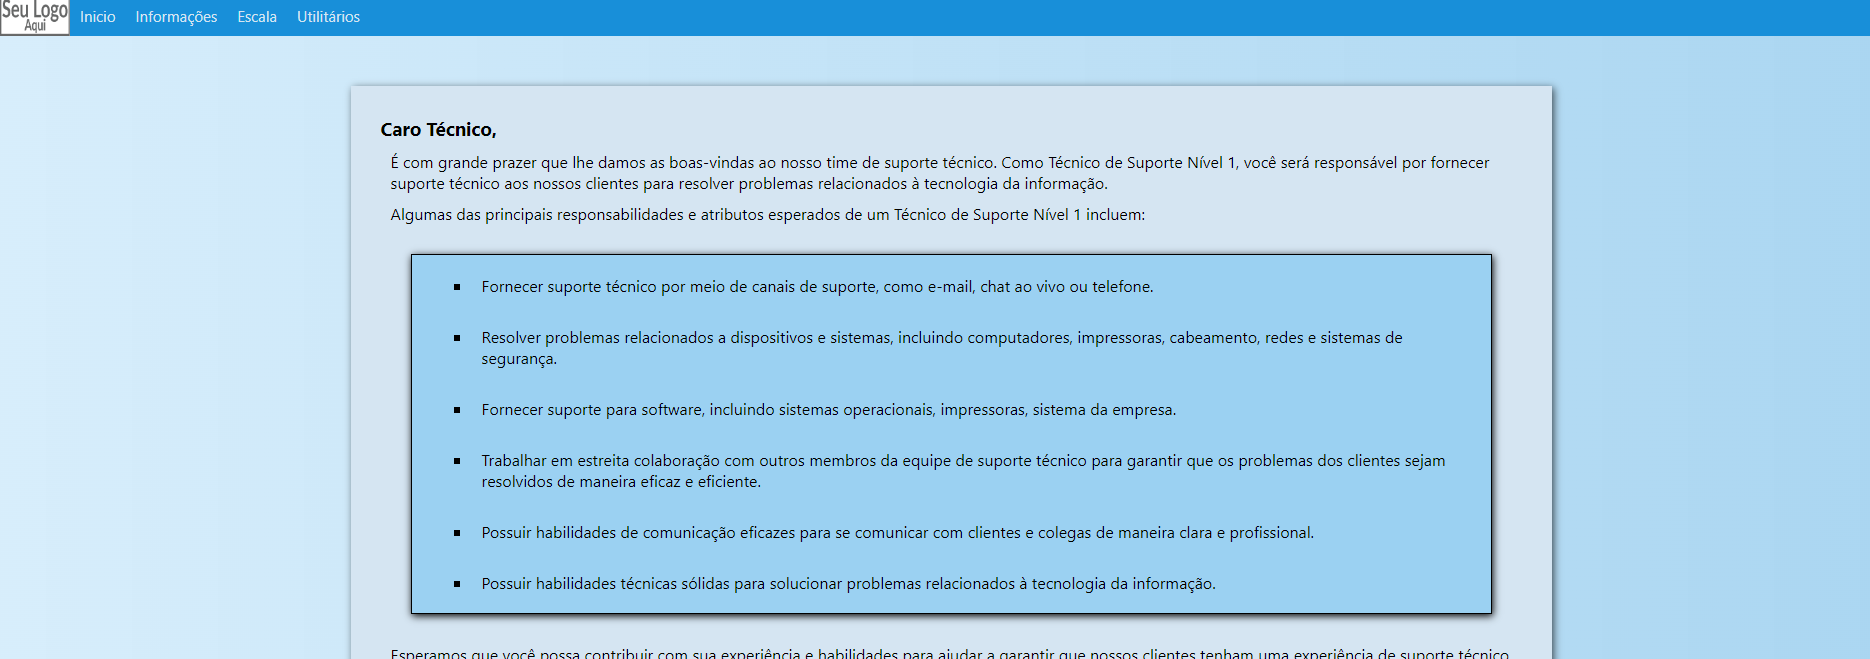 Seu Logo
Aqui
Inicio Informações Escala Utilitários
Caro Técnico,
É com grande prazer que lhe damos as boas-vindas ao nosso time de suporte técnico. Como Técnico de Suporte Nível 1, você será responsável por fornecer
suporte técnico aos nossos clientes para resolver problemas relacionados à tecnologia da informação.
Algumas das principais responsabilidades e atributos esperados de um Técnico de Suporte Nível 1 incluem:
Fornecer suporte técnico por meio de canais de suporte, como e-mail, chat ao vivo ou telefone.
Resolver problemas relacionados a dispositivos e sistemas, incluindo computadores, impressoras, cabeamento, redes e sistemas de
segurança.
Fornecer suporte para software, incluindo sistemas operacionais, impressoras, sistema da empresa.
Trabalhar em estreita colaboração com outros membros da equipe de suporte técnico para garantir que os problemas dos clientes sejam
resolvidos de maneira eficaz e eficiente.
Possuir habilidades de comunicação eficazes para se comunicar com clientes e colegas de maneira clara e profissional.
Possuir habilidades técnicas sólidas para solucionar problemas relacionados à tecnologia da informação.
Esperamos que você possa contribuir com sua experiência e habilidades para ajudar a garantir que nossos clientes tenham uma experiência de suporte técnico